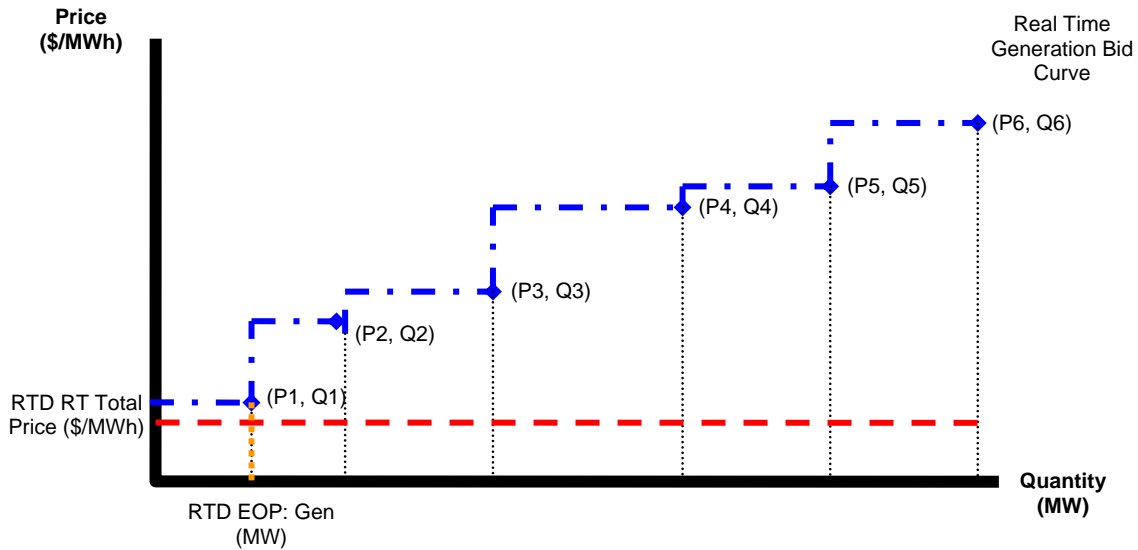 Price
($/MWh)
Real Time
Generation Bid
Curve
(P6, Q6)
(P5, Q5)
(P4, Q4)
(P3, Q3)
(P2, Q2)
(P1, Q1)
RTD RT Total
Price ($/MWh)
Quantity
(MW)
RTD EOP: Gen
(MW)